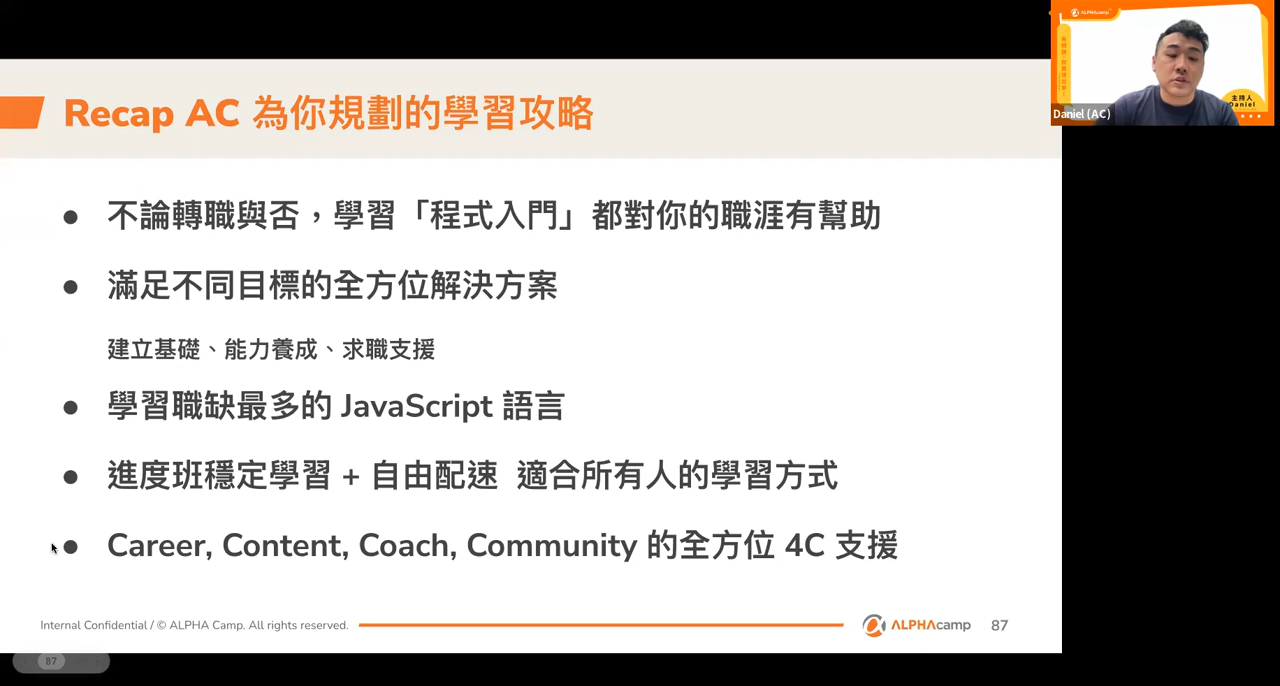 Recap AC 為你規劃的學習攻略
不論轉職與否，學習「程式入門」都對你的職涯有幫助
滿足不同目標的全方位解決方案
建立基礎、能力養成、求職支援
學習職缺最多的 JavaScript 語言
進度班穩定學習 + 自由配速 適合所有人的學習方式
Career, Content, Coach, Community 的全方位 4C 支援
Internal Confidential / © ALPHA Camp. All rights reserved.
ALPHAcamp
87
87
ALPHAcamp
主持人
Daniel
Daniel (AC)